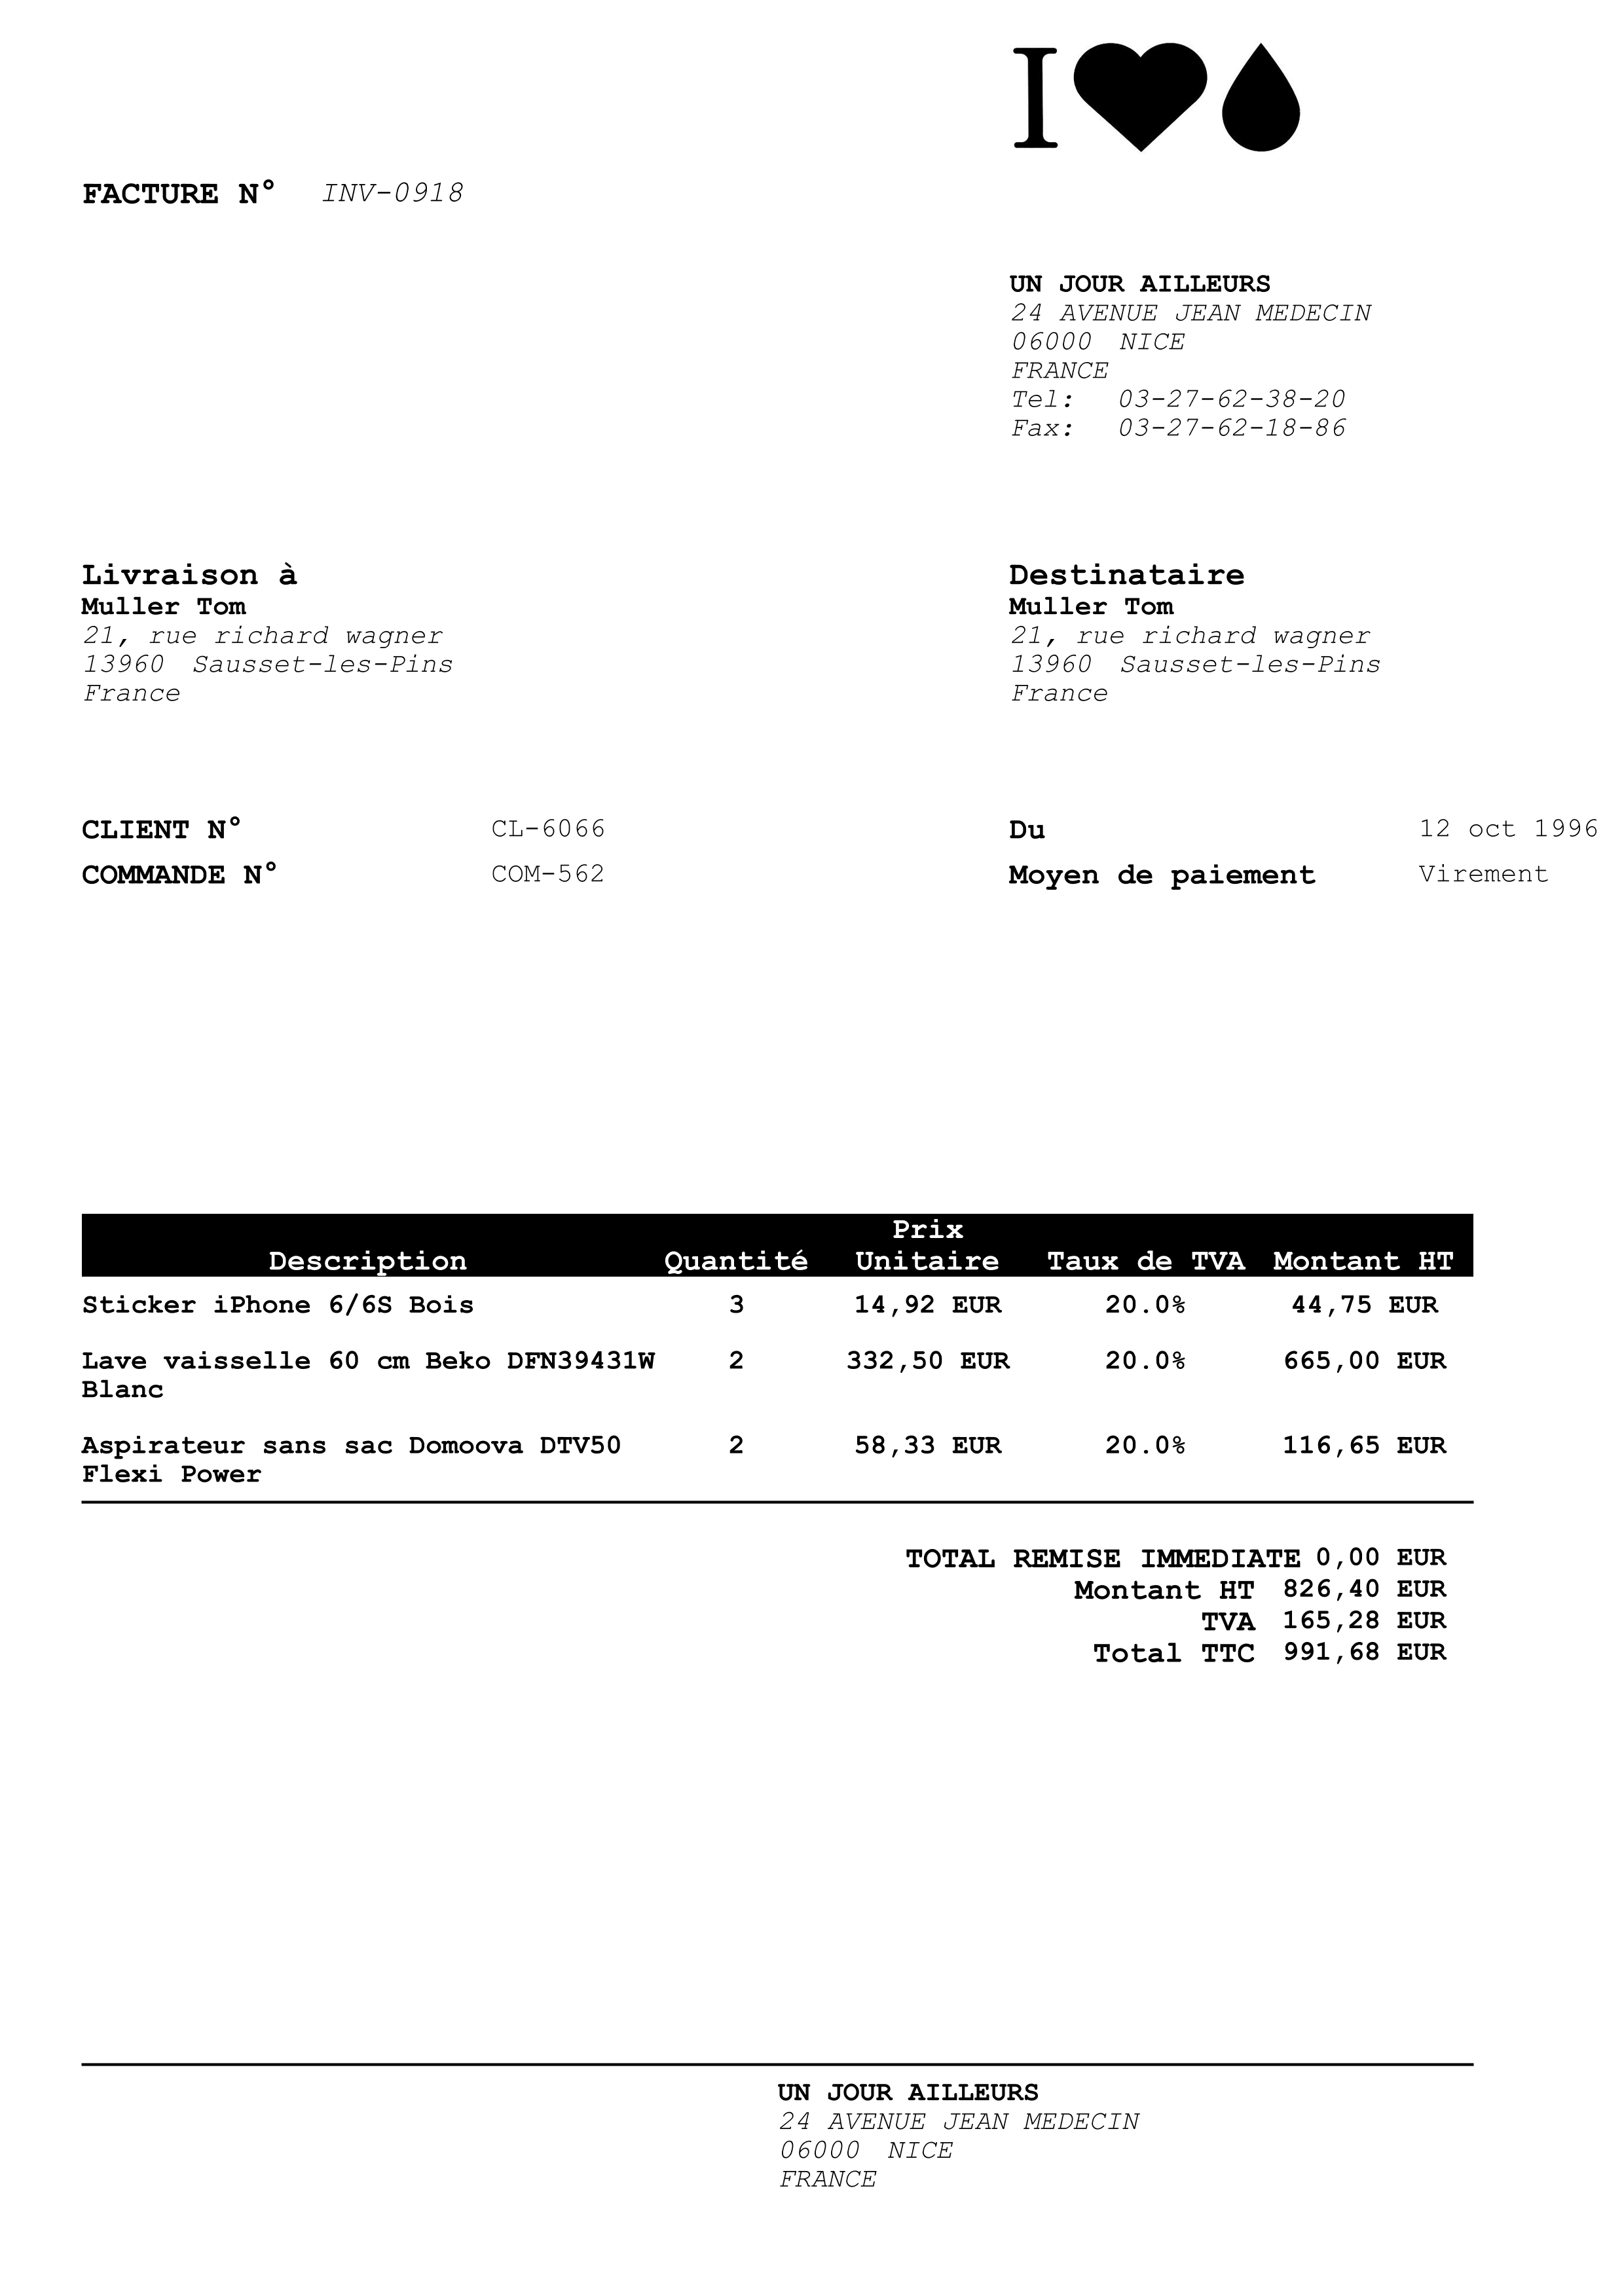 I
FACTURE N° INV-0918
UN JOUR AILLEURS
24 AVENUE JEAN MEDECIN
06000 NICE
FRANCE
Tel: 03-27-62-38-20
Fax: 03-27-62-18-86
Livraison à
Muller Tom
21, rue richard wagner
13960 Sausset-les-Pins
France
Destinataire
Muller Tom
21, rue richard wagner
13960 Sausset-les-Pins
France
CLIENT N° CL-6066
COMMANDE N° COM-562
Du 12 oct 1996
Moyen de paiement Virement
Description Quantité Prix Unitaire Taux de TVA Montant HT
Sticker iPhone 6/6S Bois 3 14,92 EUR 20.0% 44,75 EUR
Lave vaisselle 60 cm Beko DFN39431W 2 332,50 EUR 20.0% 665,00 EUR
Blanc
Aspirateur sans sac Domoova DTV50 2 58,33 EUR 20.0% 116,65 EUR
Flexi Power
TOTAL REMISE IMMEDIATE 0,00 EUR
Montant HT 826,40 EUR
TVA 165,28 EUR
Total TTC 991,68 EUR
UN JOUR AILLEURS
24 AVENUE JEAN MEDECIN
06000 NICE
FRANCE